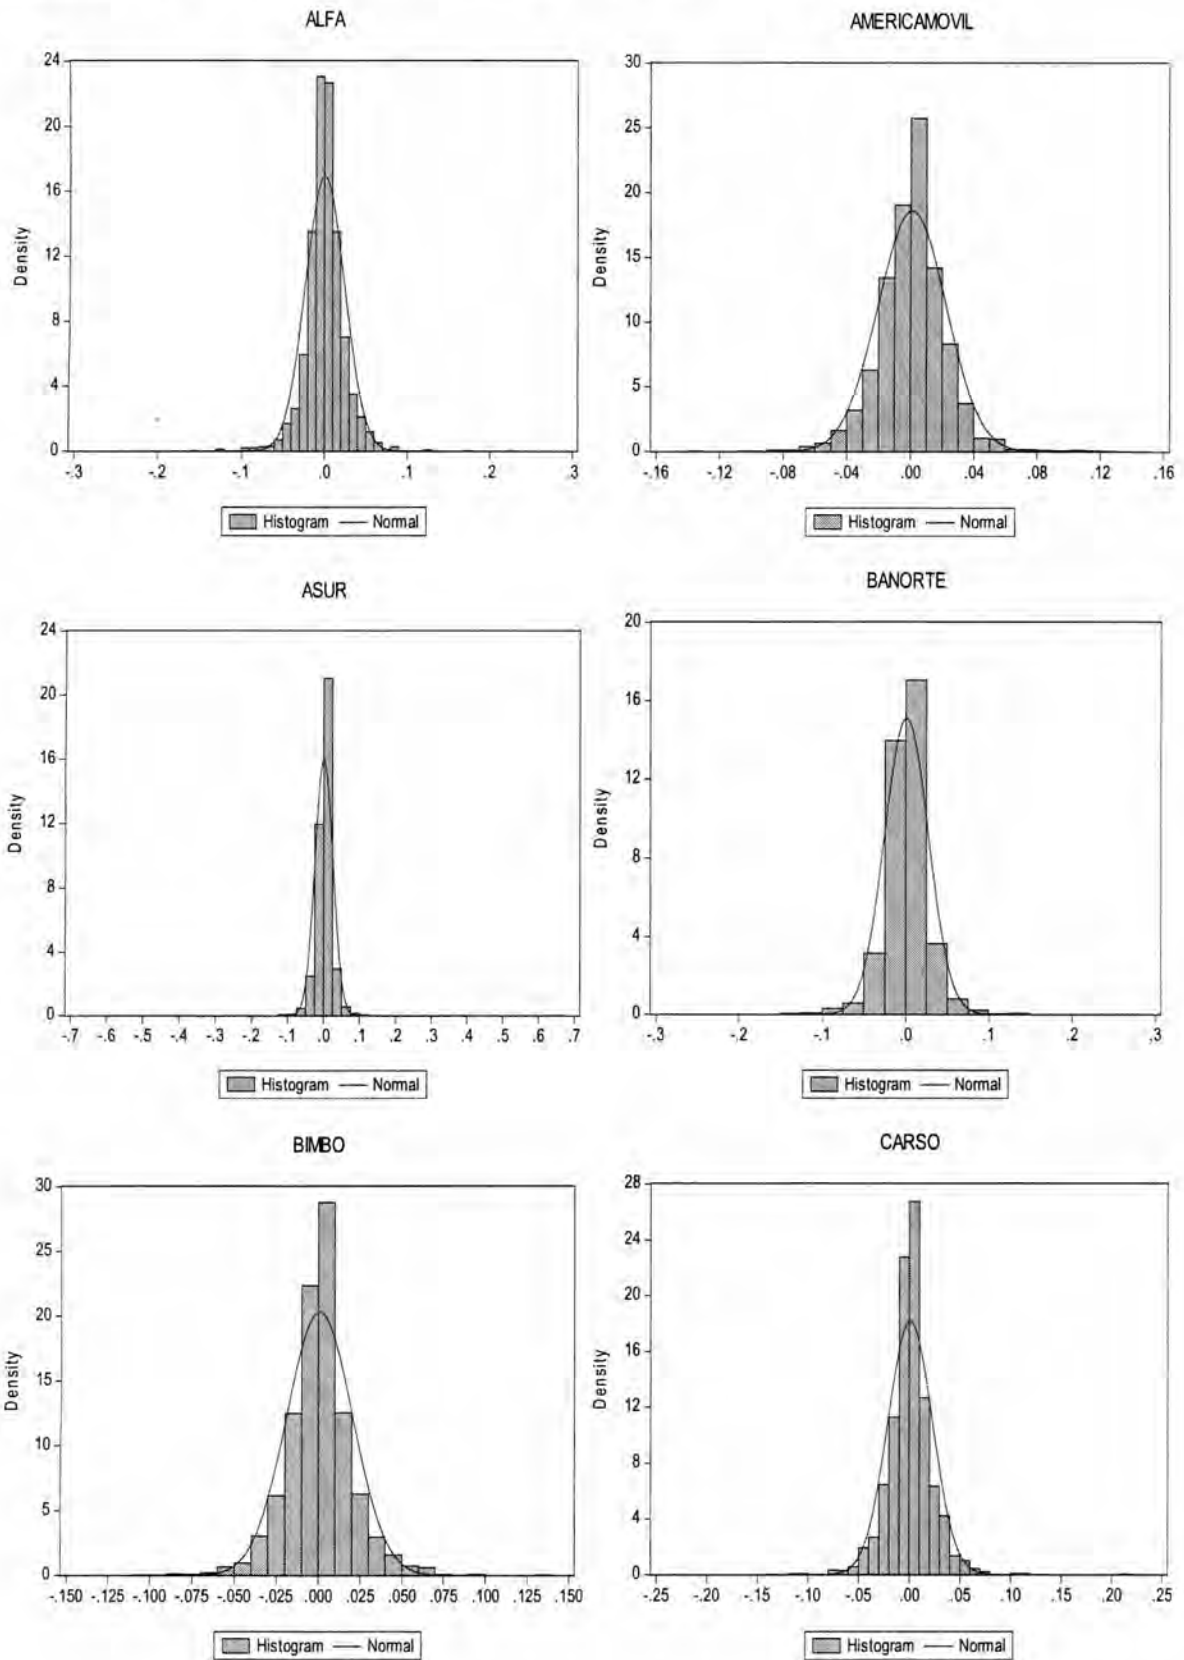 ALFA
24
20
16
12
8
4
0
Density
-.3 -.2 -.1 .0 .1 .2 .3
Histogram Normal
AMERICAMOVIL
30
25
20
15
10
5
0
Density
-.16 -.12 -.08 -.04 .00 .04 .08 .12 .16
Histogram Normal
ASUR
24
20
16
12
8
4
0
Density
-.7 -.6 -.5 -.4 -.3 -.2 -.1 .0 .1 .2 .3 .4 .5 .6 .7
Histogram Normal
BANORTE
20
16
12
8
4
0
Density
-.3 -.2 -.1 .0 .1 .2 .3
Histogram Normal
BIMBO
30
25
20
15
10
5
0
Density
-.150 -.125 -.100 -.075 -.050 -.025 .000 .025 .050 .075 .100 .125 .150
Histogram Normal
CARSO
28
24
20
16
12
8
4
0
Density
-.25 -.20 -.15 -.10 -.05 .00 .05 .10 .15 .20 .25
Histogram Normal